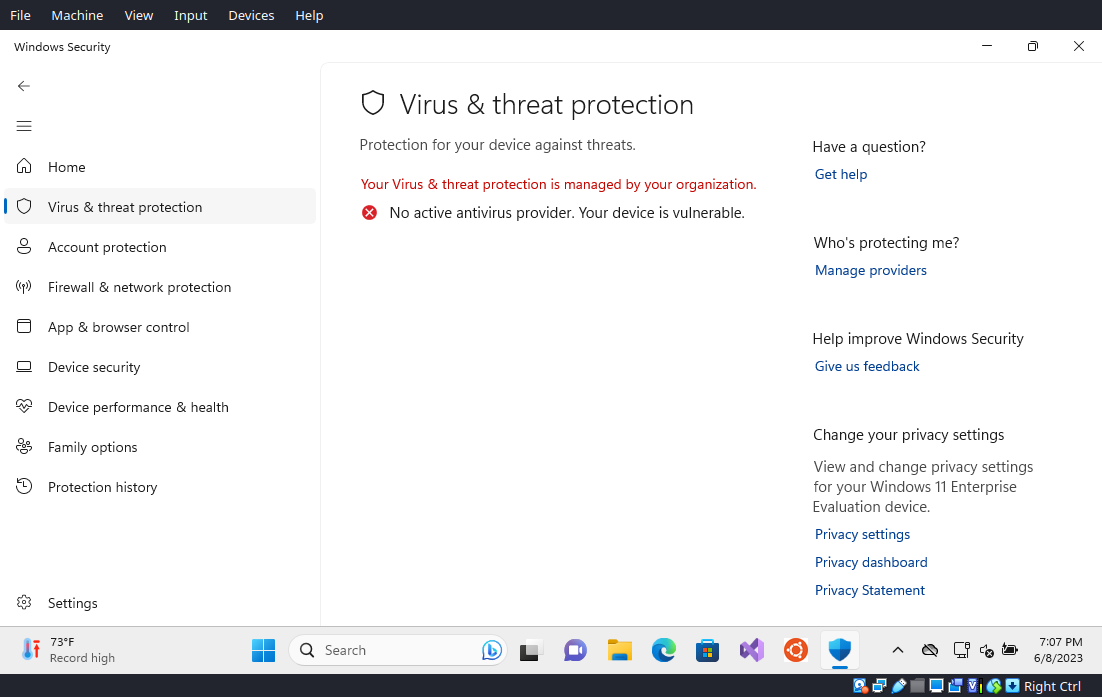 File Machine View Input Devices Help
Windows Security
Home
Virus & threat protection
Account protection
Firewall & network protection
App & browser control
Device security
Device performance & health
Family options
Protection history
Settings
Virus & threat protection
Protection for your device against threats.
Your Virus & threat protection is managed by your organization.
No active antivirus provider. Your device is vulnerable.
Have a question?
Get help
Who's protecting me?
Manage providers
Help improve Windows Security
Give us feedback
Change your privacy settings
View and change privacy settings
for your Windows 11 Enterprise
Evaluation device.
Privacy settings
Privacy dashboard
Privacy Statement
73°F
Record high
Search
7:07 PM
6/8/2023
Right Ctrl